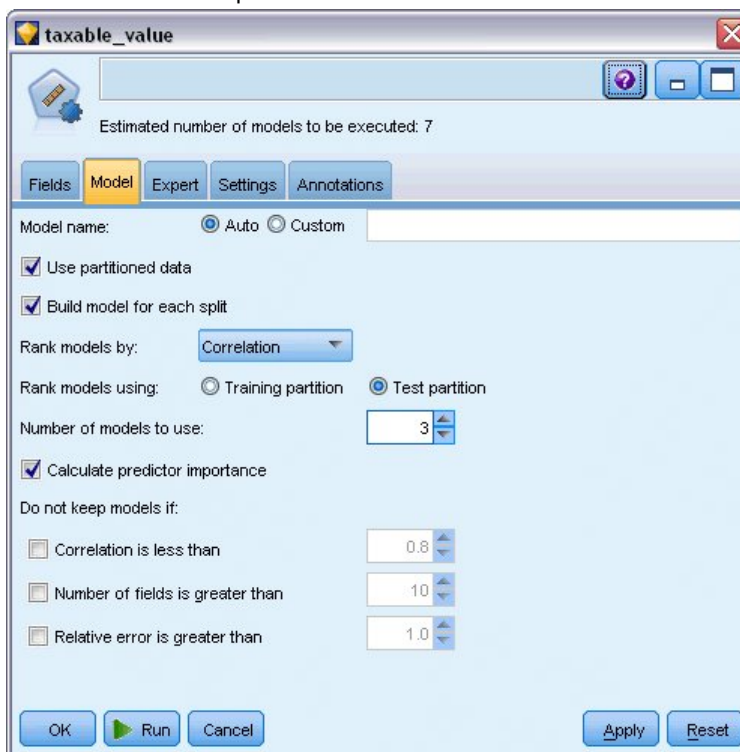 taxable_value
Estimated number of models to be executed: 7
Fields Model Expert Settings Annotations
Model name: Auto Custom
Use partitioned data
Build model for each split
Rank models by: Correlation
Rank models using: Training partition Test partition
Number of models to use: 3
Calculate predictor importance
Do not keep models if:
Correlation is less than 0.8
Number of fields is greater than 10
Relative error is greater than 1.0
OK Run Cancel Apply Reset